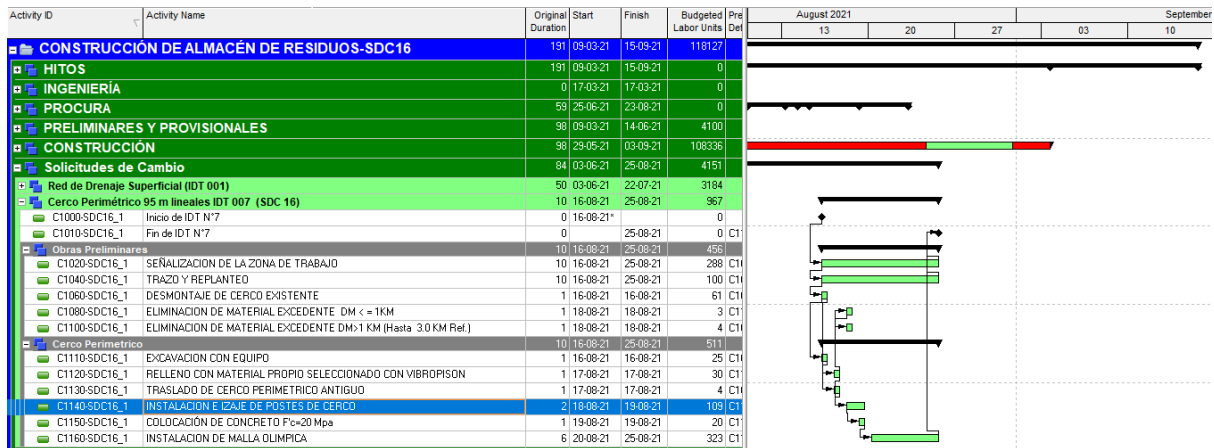 Activity ID Activity Name Original Duration Start Finish Budgeted Labor Units Pre Det August 2021 September
13 20 27 03 10
CONSTRUCCIÓN DE ALMACÉN DE RESIDUOS-SDC16 191 09-03-21 15-09-21 118127
HITOS 191 09-03-21 15-09-21 0
INGENIERÍA 0 17-03-21 17-03-21 0
PROCURA 59 25-06-21 23-08-21 0
PRELIMINARES Y PROVISIONALES 98 09-03-21 14-06-21 4100
CONSTRUCCIÓN 98 29-05-21 03-09-21 108336
Solicitudes de Cambio 84 03-06-21 25-08-21 4151
Red de Drenaje Superficial (IDT 001) 50 03-06-21 22-07-21 3184
Cerco Perimétrico 95 m lineales IDT 007 (SDC 16) 10 16-08-21 25-08-21 967
C1000-SDC16_1 Inicio de IDT N°7 0 16-08-21* 0
C1010-SDC16_1 Fin de IDT N°7 0 25-08-21 0 C1
Obras Preliminares 10 16-08-21 25-08-21 456
C1020-SDC16_1 SEÑALIZACION DE LA ZONA DE TRABAJO 10 16-08-21 25-08-21 288 C1
C1040-SDC16_1 TRAZO Y REPLANTEO 10 16-08-21 25-08-21 100 C1
C1060-SDC16_1 DESMONTAJE DE CERCO EXISTENTE 1 16-08-21 16-08-21 61 C1
C1080-SDC16_1 ELIMINACION DE MATERIAL EXCEDENTE DM < = 1KM 1 18-08-21 18-08-21 3 C1
C1100-SDC16_1 ELIMINACION DE MATERIAL EXCEDENTE DM>1 KM (Hasta 3.0 KM Ref.) 1 18-08-21 18-08-21 4 C1
Cerco Perimetrico 10 16-08-21 25-08-21 511
C1110-SDC16_1 EXCAVACION CON EQUIPO 1 16-08-21 16-08-21 25 C1
C1120-SDC16_1 RELLENO CON MATERIAL PROPIO SELECCIONADO CON VIBROPISON 1 17-08-21 17-08-21 30 C1
C1130-SDC16_1 TRASLADO DE CERCO PERIMETRICO ANTIGUO 1 17-08-21 17-08-21 4 C1
C1140-SDC16_1 INSTALACION E IZAJE DE POSTES DE CERCO 2 18-08-21 19-08-21 109 C1
C1150-SDC16_1 COLOCACIÓN DE CONCRETO F'c=20 Mpa 1 19-08-21 19-08-21 20 C1
C1160-SDC16_1 INSTALACION DE MALLA OLIMPICA 6 20-08-21 25-08-21 323 C1